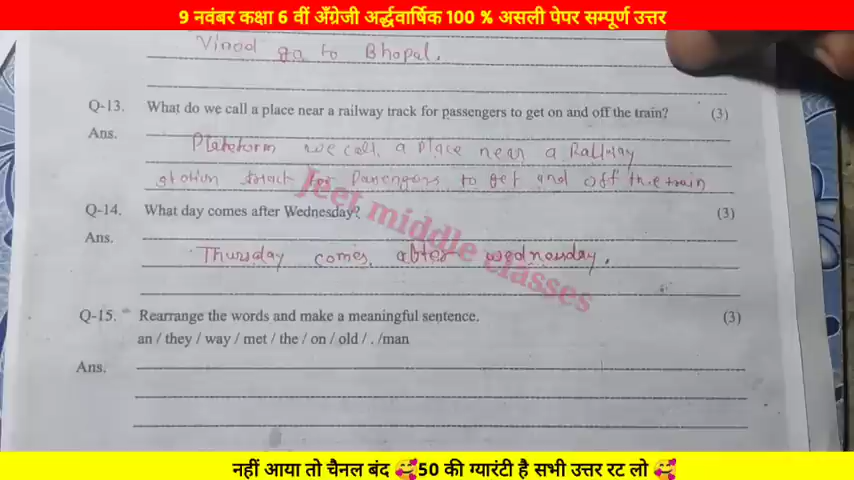 9 नवंबर कक्षा 6 वीं अँग्रेजी अर्द्धवार्षिक 100 % असली पेपर सम्पूर्ण उत्तर
Vinod go to Bhopal.
Q-13. What do we call a place near a railway track for passengers to get on and off the train? (3)
Ans. Plateform we call a place near a Railway
station track for Passengers to get and off the train
Jeet middle classes
Q-14. What day comes after Wednesday? (3)
Ans. Thursday comes after wednesday.
Q-15. Rearrange the words and make a meaningful sentence. (3)
an / they / way / met / the / on / old / . /man
Ans.
नहीं आया तो चैनल बंद 🥰50 की ग्यारंटी है सभी उत्तर रट लो 🥰